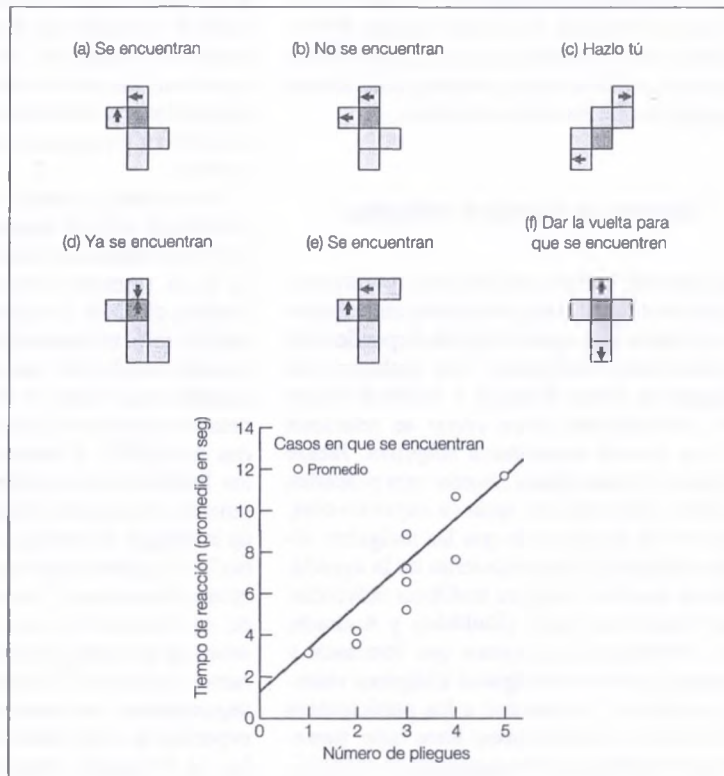 (a) Se encuentran
(b) No se encuentran
(c) Hazlo tú
(d) Ya se encuentran
(e) Se encuentran
(f) Dar la vuelta para
que se encuentren
Tiempo de reacción (promedio en seg)
14
12
10
8
6
4
2
0
Casos en que se encuentran
Promedio
0
1
2
3
4
5
Número de pliegues